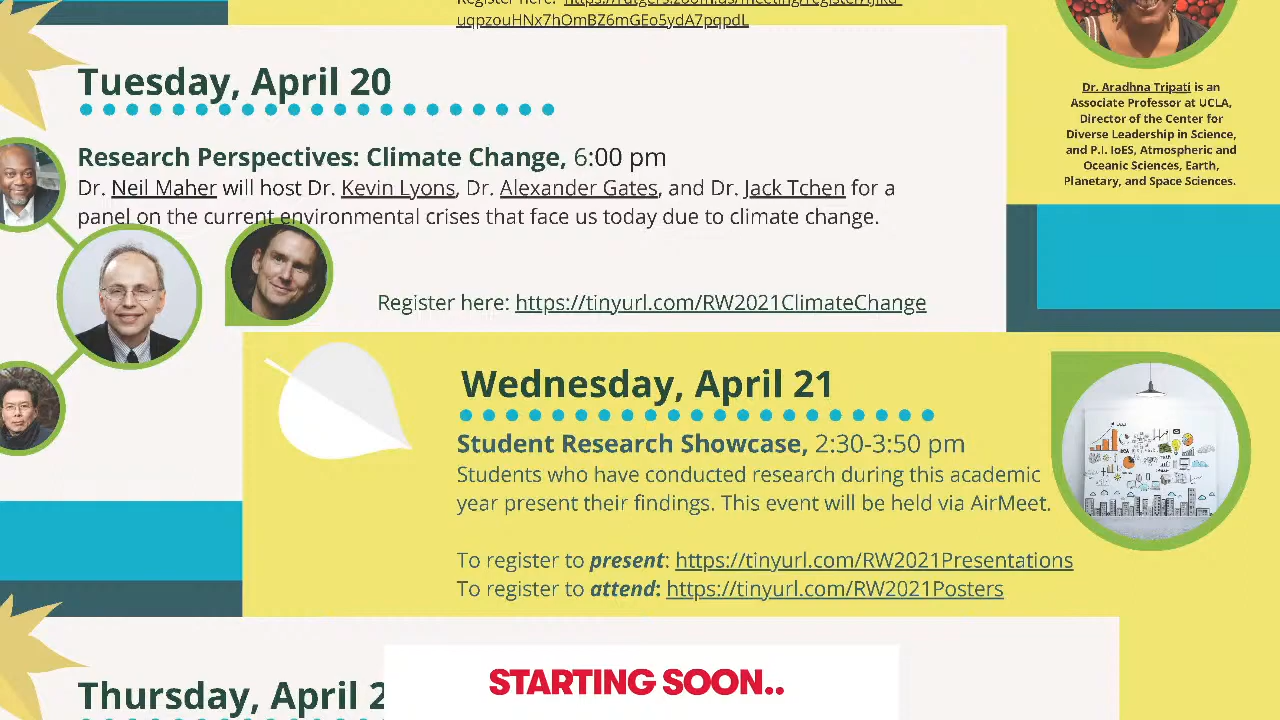 uqpzouHNx7hOmBZ6mGEo5ydA7pqpdL
Dr. Aradhna Tripati is an
Associate Professor at UCLA,
Director of the Center for
Diverse Leadership in Science,
and P.I. IoES, Atmospheric and
Oceanic Sciences, Earth,
Planetary, and Space Sciences.
Tuesday, April 20
Research Perspectives: Climate Change, 6:00 pm
Dr. Neil Maher will host Dr. Kevin Lyons, Dr. Alexander Gates, and Dr. Jack Tchen for a
panel on the current environmental crises that face us today due to climate change.
Register here: https://tinyurl.com/RW2021ClimateChange
Wednesday, April 21
Student Research Showcase, 2:30-3:50 pm
Students who have conducted research during this academic
year present their findings. This event will be held via AirMeet.
To register to present: https://tinyurl.com/RW2021Presentations
To register to attend: https://tinyurl.com/RW2021Posters
Thursday, April 2
STARTING SOON..